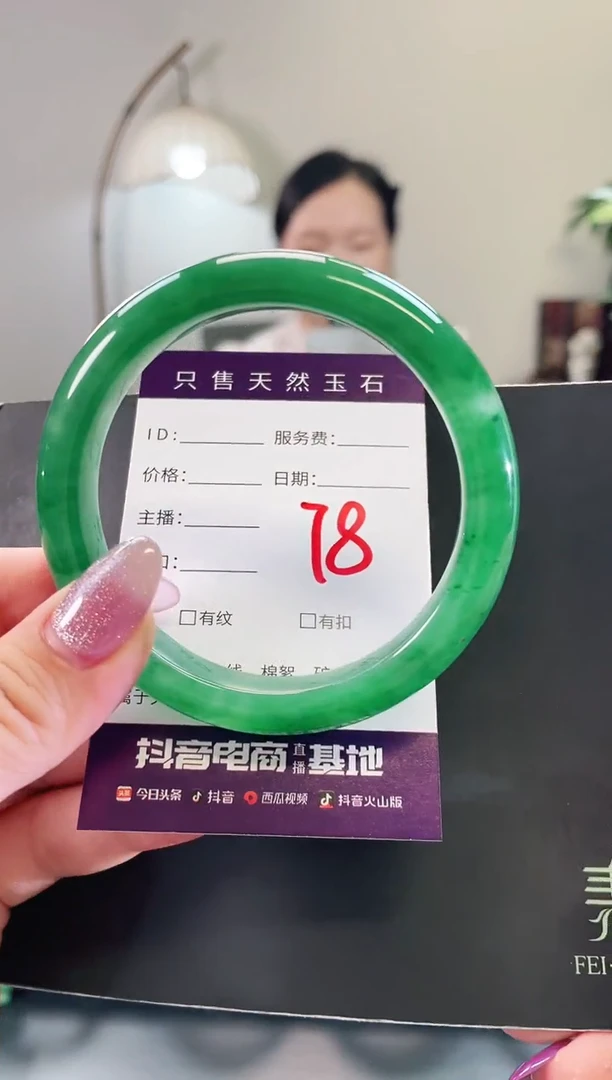 只售天然玉石
ID: 服务费:
价格: 日期:
主播:
78
口:
□有纹 □有扣
线 棉絮
抖音电商直播基地
今日头条 抖音 西瓜视频 抖音火山版
FEI